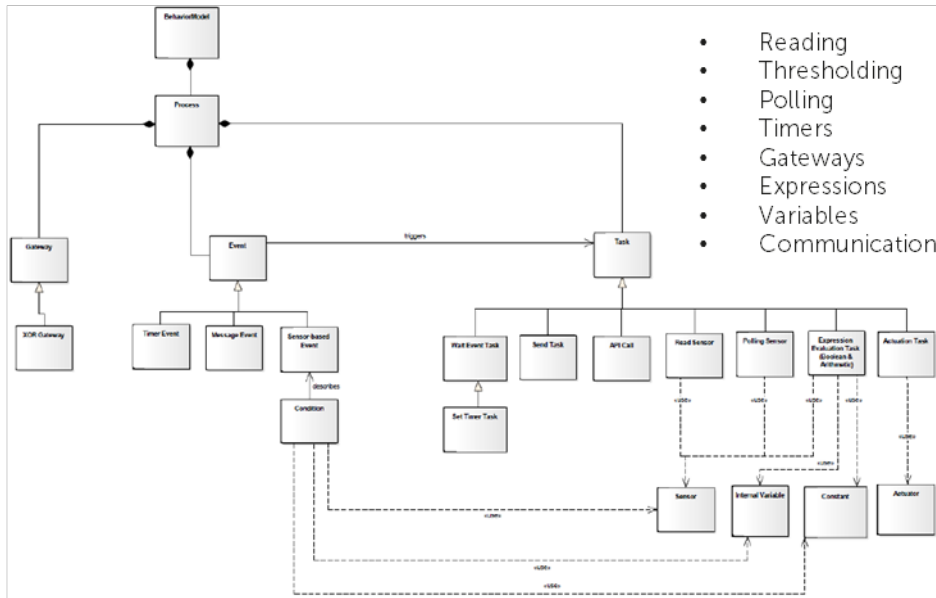 BehaviorModel
Process
Gateway
XOR Gateway
Event
triggers
Task
Timer Event
Message Event
Sensor-based
Event
describes
Condition
Wait Event Task
Set Timer Task
Send Task
API Call
Read Sensor
Polling Sensor
Expression
Evaluation Task
(Boolean &
Arithmetic)
Actuation Task
«use»
«use»
«use»
«use»
«use»
«use»
Sensor
Internal Variable
Constant
Actuator
«use»
«use»
«use»
• Reading
• Thresholding
• Polling
• Timers
• Gateways
• Expressions
• Variables
• Communication